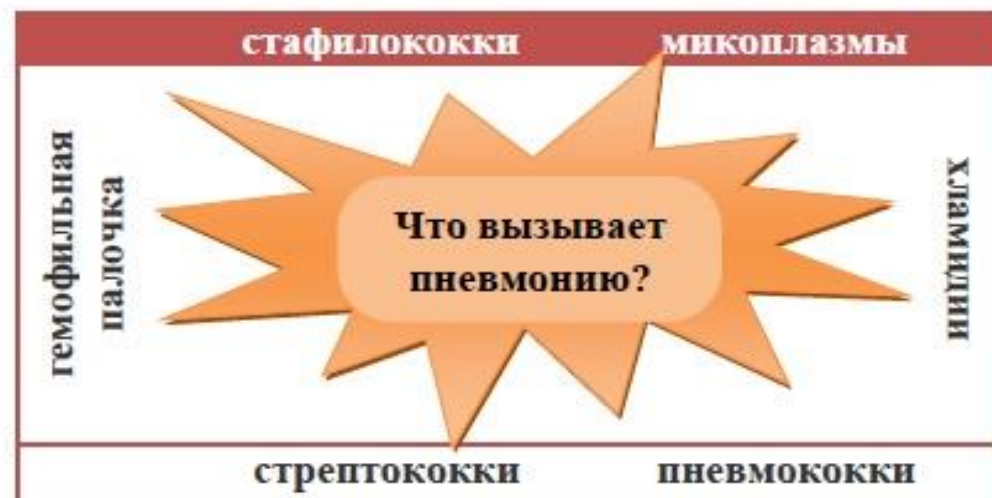 стафилококки микоплазмы
гемофильная
палочка
Что вызывает
пневмонию?
хламидии
стрептококки пневмококки